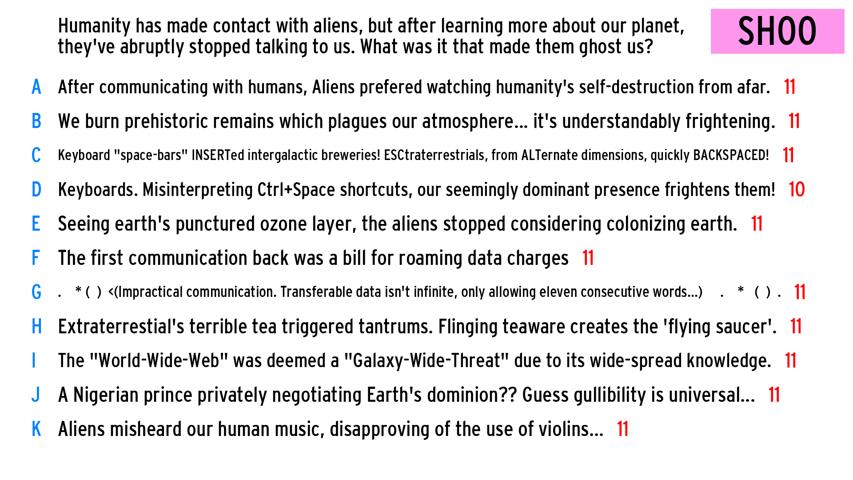 Humanity has made contact with aliens, but after learning more about our planet,
they've abruptly stopped talking to us. What was it that made them ghost us?
SHOO
A After communicating with humans, Aliens prefered watching humanity's self-destruction from afar. 11
B We burn prehistoric remains which plagues our atmosphere... it's understandably frightening. 11
C Keyboard "space-bars" INSERTed intergalactic breweries! ESCtraterrestrials, from ALTernate dimensions, quickly BACKSPACED! 11
D Keyboards. Misinterpreting Ctrl+Space shortcuts, our seemingly dominant presence frightens them! 10
E Seeing earth's punctured ozone layer, the aliens stopped considering colonizing earth. 11
F The first communication back was a bill for roaming data charges 11
G . *( ) <(Impractical communication. Transferable data isn't infinite, only allowing eleven consecutive words...) . * ( ) . 11
H Extraterrestial's terrible tea triggered tantrums. Flinging teaware creates the 'flying saucer'. 11
I The "World-Wide-Web" was deemed a "Galaxy-Wide-Threat" due to its wide-spread knowledge. 11
J A Nigerian prince privately negotiating Earth's dominion?? Guess gullibility is universal... 11
K Aliens misheard our human music, disapproving of the use of violins... 11